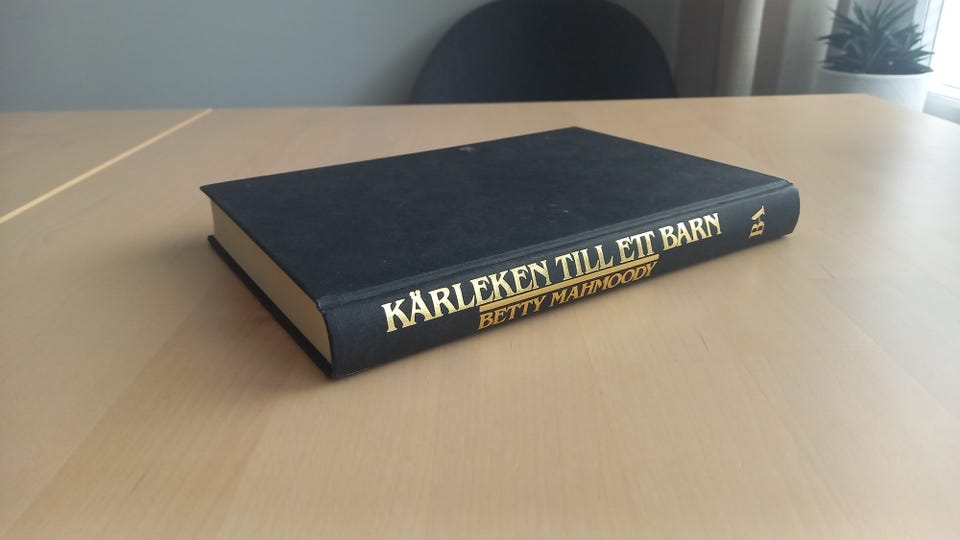 KÄRLEKEN TILL ETT BARN
BETTY MAHMOODY
BA